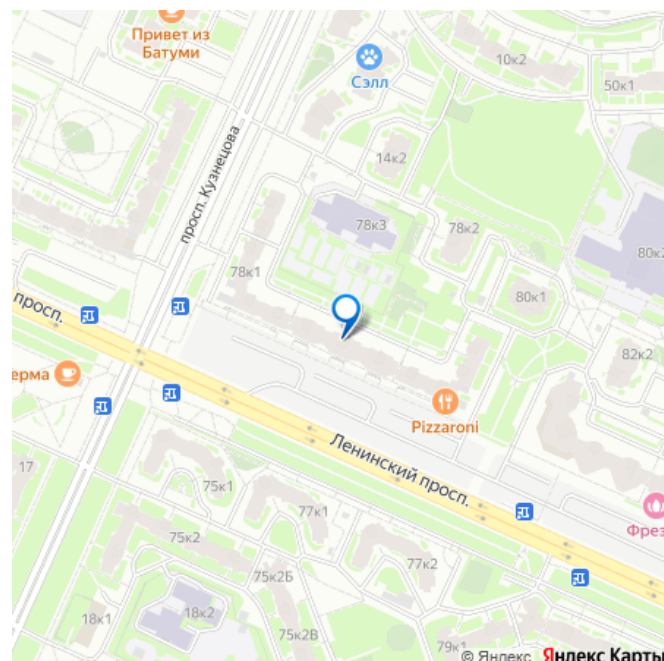 Привет из
Батуми
Сэлл
10к2
50к1
14к2
просп. Кузнецова
78к3
78к2
80к2
78к1
80к1
просп.
82к2
ерма
Pizzaroni
Ленинский просп.
17
75к1
77к1
Фрез
75к2
77к2
75к2Б
18к2
18к1
75к2В
79к1
© Яндекс Яндекс Карты